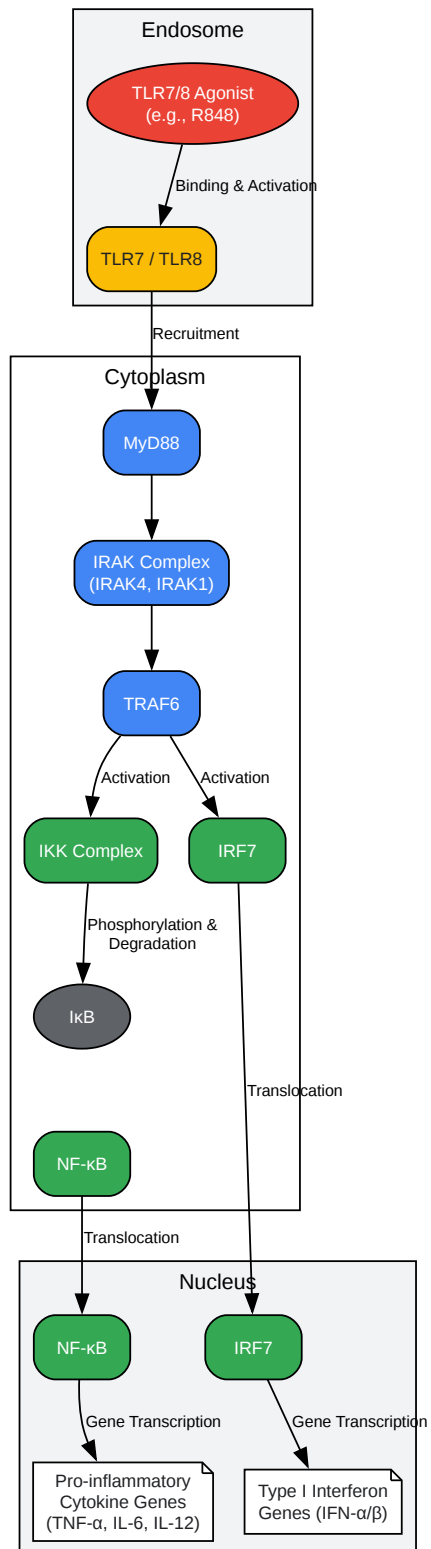 Endosome
TLR7/8 Agonist
(e.g., R848)
Binding & Activation
TLR7 / TLR8
Recruitment
Cytoplasm
MyD88
IRAK Complex
(IRAK4, IRAK1)
TRAF6
Activation
Activation
IKK Complex
IRF7
Phosphorylation &
Degradation
IκB
Translocation
NF-κB
Translocation
Nucleus
NF-κB
IRF7
Gene Transcription
Gene Transcription
Pro-inflammatory
Cytokine Genes
(TNF-α, IL-6, IL-12)
Type I Interferon
Genes (IFN-α/β)